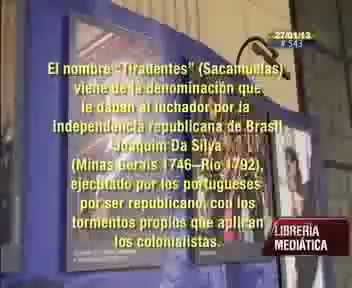 27/01/13
# 543
El nombre "Tiradentes" (Sacamuelas)
viene de la denominación que
le daban al luchador por la
independencia republicana de Brasil
Joaquim Da Silva
(Minas Gerais 1746–Río 1792),
ejecutado por los portugueses
por ser republicano, con los
tormentos propios que aplican
los colonialistas.
LIBRERÍA
MEDIÁTICA